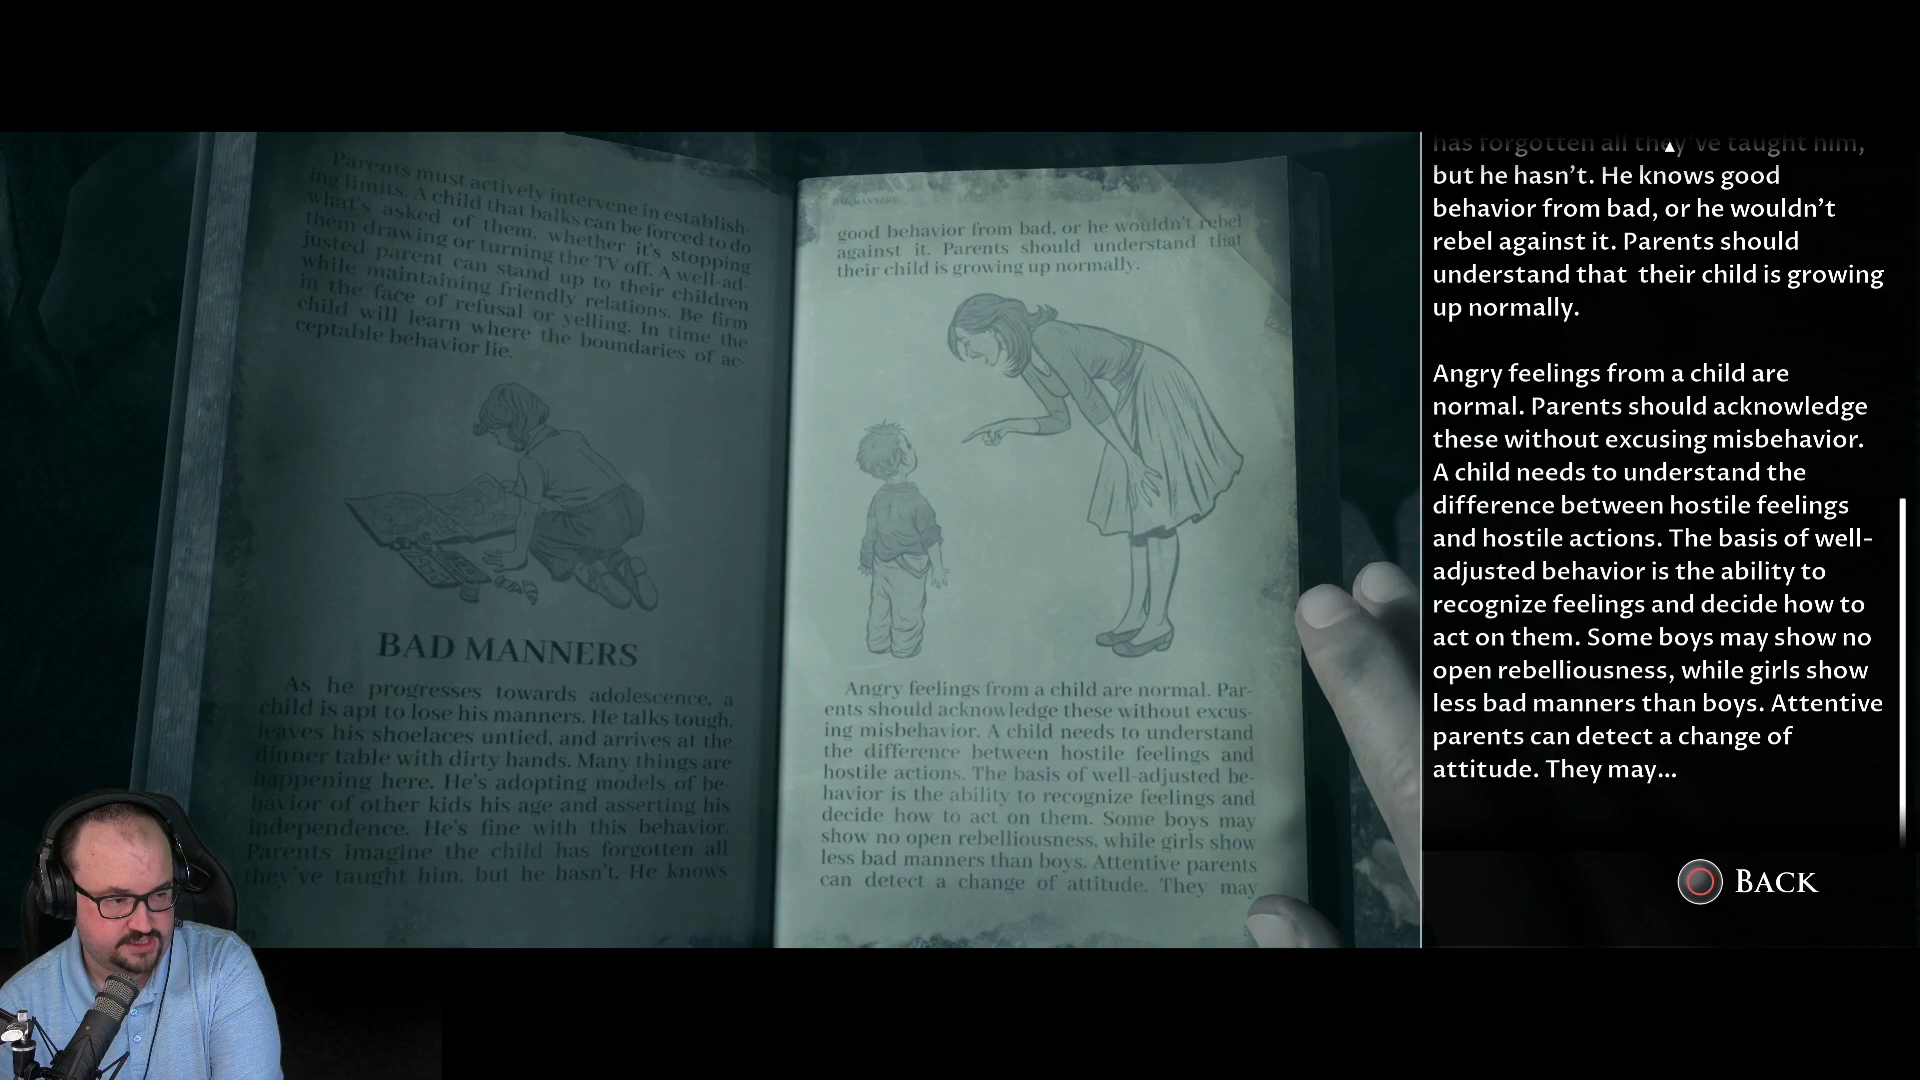 Parents must actively intervene in establish-
ing limits. A child that balks can be forced to do
what's asked of them, whether it's stopping
them drawing or turning the TV off. A well-ad-
justed parent can stand up to their children
while maintaining friendly relations. Be firm
in the face of refusal or yelling. In time the
child will learn where the boundaries of ac-
ceptable behavior lie.
BAD MANNERS
As he progresses towards adolescence, a
child is apt to lose his manners. He talks tough,
leaves his shoelaces untied, and arrives at the
dinner table with dirty hands. Many things are
happening here. He's adopting models of be-
havior of other kids his age and asserting his
independence. He's fine with this behavior.
Parents imagine the child has forgotten all
they've taught him, but he hasn't. He knows
BAD MANNERS
good behavior from bad, or he wouldn't rebel
against it. Parents should understand that
their child is growing up normally.
Angry feelings from a child are normal. Par-
ents should acknowledge these without excus-
ing misbehavior. A child needs to understand
the difference between hostile feelings and
hostile actions. The basis of well-adjusted be-
havior is the ability to recognize feelings and
decide how to act on them. Some boys may
show no open rebelliousness, while girls show
less bad manners than boys. Attentive parents
can detect a change of attitude. They may
has forgotten all they've taught him,
but he hasn't. He knows good
behavior from bad, or he wouldn't
rebel against it. Parents should
understand that their child is growing
up normally.
Angry feelings from a child are
normal. Parents should acknowledge
these without excusing misbehavior.
A child needs to understand the
difference between hostile feelings
and hostile actions. The basis of well-
adjusted behavior is the ability to
recognize feelings and decide how to
act on them. Some boys may show no
open rebelliousness, while girls show
less bad manners than boys. Attentive
parents can detect a change of
attitude. They may...
BACK